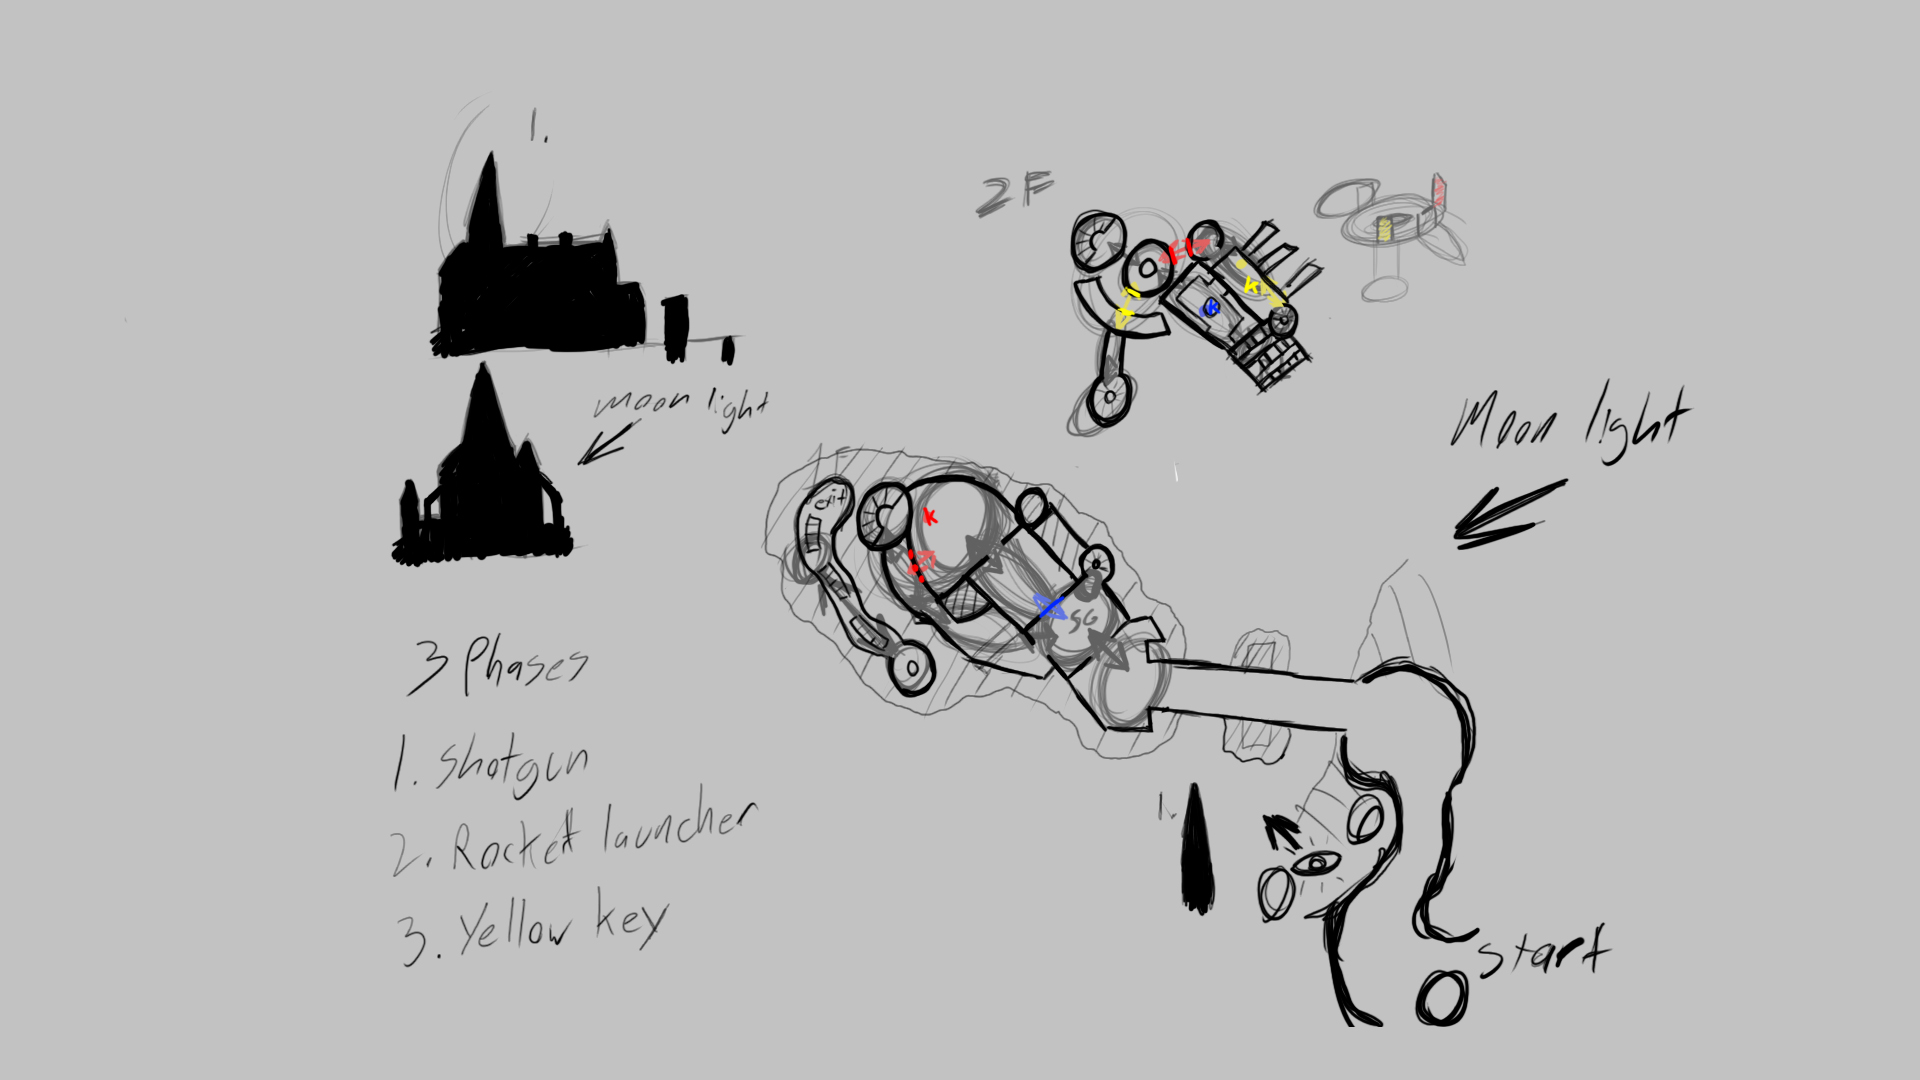 1.
2F
moon light
Moon light
exit
K
K
K
SG
3 Phases
1. shotgun
2. Rocket launcher
3. Yellow key
1.
start